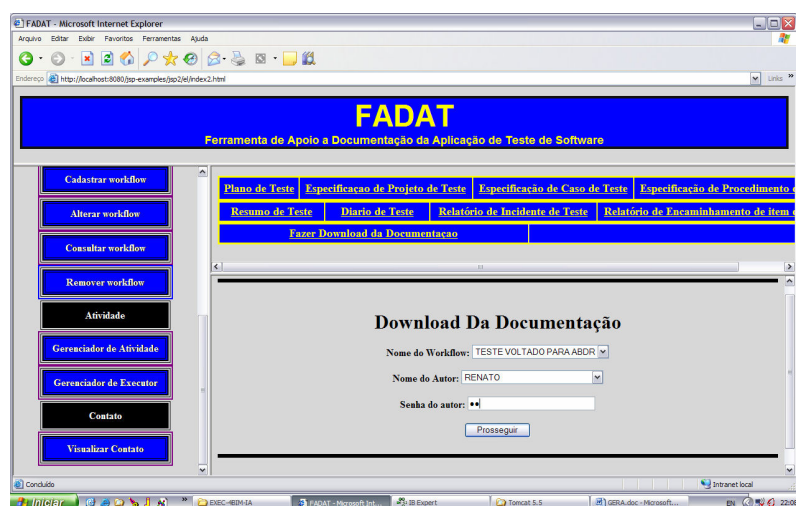 FADAT - Microsoft Internet Explorer
Arquivo Editar Exibir Favoritos Ferramentas Ajuda
Endereço http://localhost:8080/jsp-examples/jsp2/el/index2.html Links »
FADAT
Ferramenta de Apoio a Documentação da Aplicação de Teste de Software
Cadastrar workflow
Alterar workflow
Consultar workflow
Remover workflow
Atividade
Gerenciador de Atividade
Gerenciador de Executor
Contato
Visualizar Contato
Plano de Teste Especificaçao de Projeto de Teste Especificação de Caso de Teste Especificação de Procedimento
Resumo de Teste Diario de Teste Relatório de Incidente de Teste Relatório de Encaminhamento de item
Fazer Download da Documentaçao
Download Da Documentação
Nome do Workflow: TESTE VOLTADO PARA ABDR
Nome do Autor: RENATO
Senha do autor: ••
Prosseguir
Concluído Intranet local
Iniciar » EXEC-4BIM-IA FADAT - Microsoft Int... IB Expert Tomcat 5.5 GERA.doc - Microsoft... EN 22:08